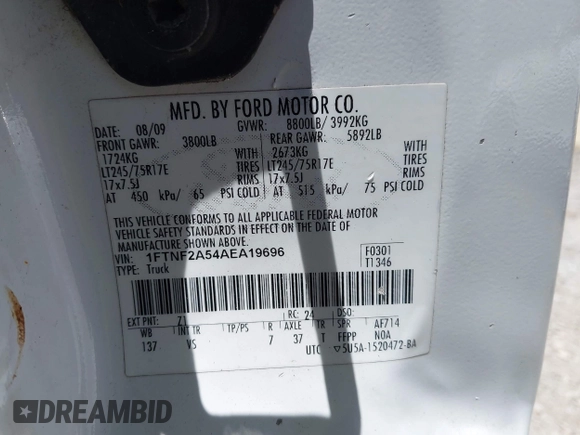 MFD. BY FORD MOTOR CO.
DATE: 08/09 GVWR: 8800LB/ 3992KG
FRONT GAWR: 3800LB REAR GAWR: 5892LB
1724KG WITH 2673KG WITH
LT245/75R17E TIRES LT245/75R17E TIRES
17x7.5J RIMS 17x7.5J RIMS
AT 450 kPa/ 65 PSI COLD AT 515 kPa/ 75 PSI COLD
THIS VEHICLE CONFORMS TO ALL APPLICABLE FEDERAL MOTOR
VEHICLE SAFETY STANDARDS IN EFFECT ON THE DATE OF
MANUFACTURE SHOWN ABOVE.
VIN: 1FTNF2A54AEA19696 F0301
TYPE: Truck T1346
EXT PNT: Z1 RC: 24 DSO:
WB INT TR TP/PS R AXLE TR SPR AF714
137 VS 7 37 T FFPP N0A
UTC ▽5U5A-1520472-BA
DREAMBID